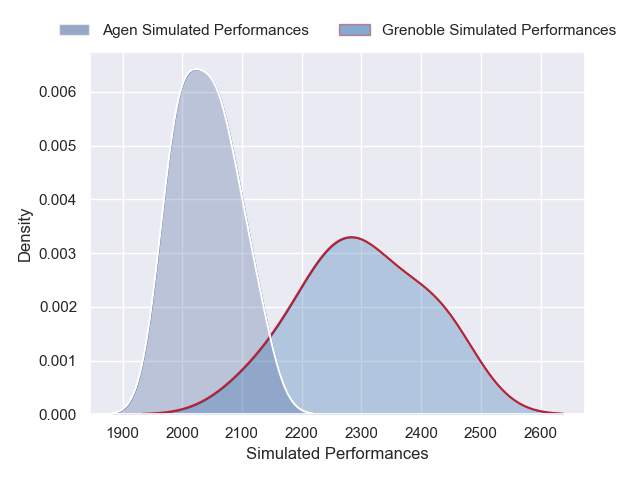 Agen Simulated Performances
Grenoble Simulated Performances
0.006
0.005
0.004
0.003
0.002
0.001
0.000
Density
1900 2000 2100 2200 2300 2400 2500 2600
Simulated Performances